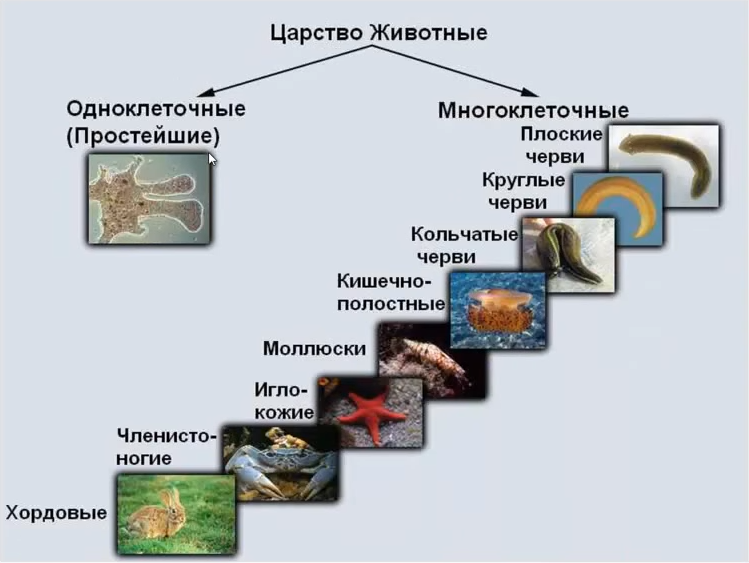 Царство Животные
Одноклеточные
(Простейшие)
Многоклеточные
Плоские
черви
Круглые
черви
Кольчатые
черви
Кишечно-
полостные
Моллюски
Игло-
кожие
Членисто-
ногие
Хордовые